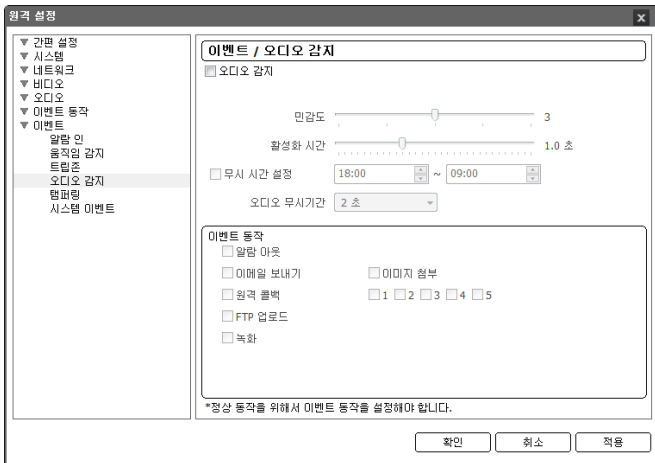 원격 설정
간편 설정
시스템
네트워크
비디오
오디오
이벤트 동작
이벤트
알람 인
움직임 감지
트립존
오디오 감지
탬퍼링
시스템 이벤트
이벤트 / 오디오 감지
오디오 감지
민감도 3
활성화 시간 1.0 초
무시 시간 설정 18:00 ~ 09:00
오디오 무시기간 2 초
이벤트 동작
알람 아웃
이메일 보내기 이미지 첨부
원격 콜백 1 2 3 4 5
FTP 업로드
녹화
*정상 동작을 위해서 이벤트 동작을 설정해야 합니다.
확인 취소 적용